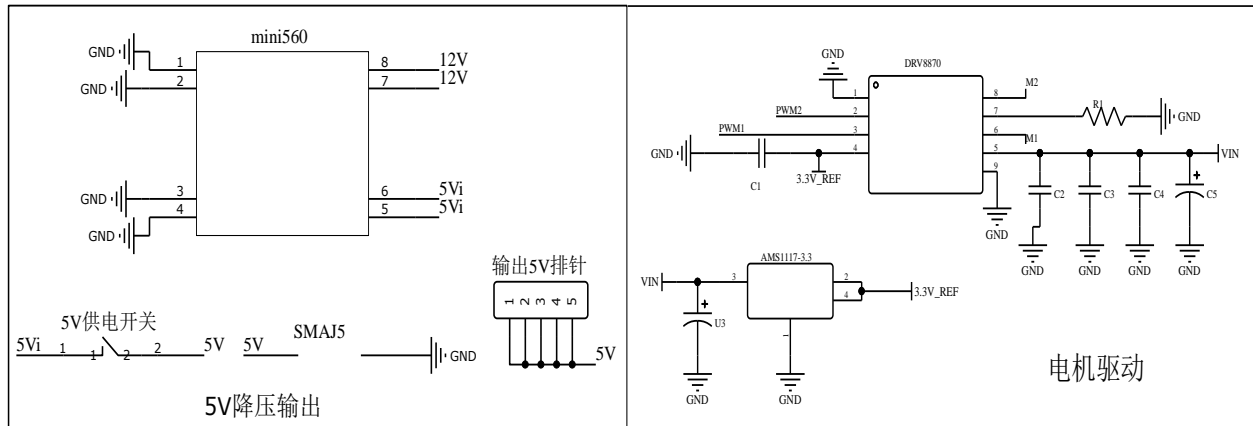 mini560
GND 1 8 12V
GND 2 7 12V
GND 3 6 5Vi
GND 4 5 5Vi
输出5V排针
1 2 3 4 5
5V
5V供电开关
5Vi 1 1 2 2 5V
5V SMAJ5 GND
5V降压输出
DRV8870
GND 1 8 M2
PWM2 2 7 R1 GND
PWM1 3 6 M1
GND C1 3.3V_REF 4 5 VIN
9 GND
C2 C3 C4 + C5
GND GND GND GND
AMS1117-3.3
VIN 3 2 3.3V_REF
4
+ U3 1
GND GND
电机驱动